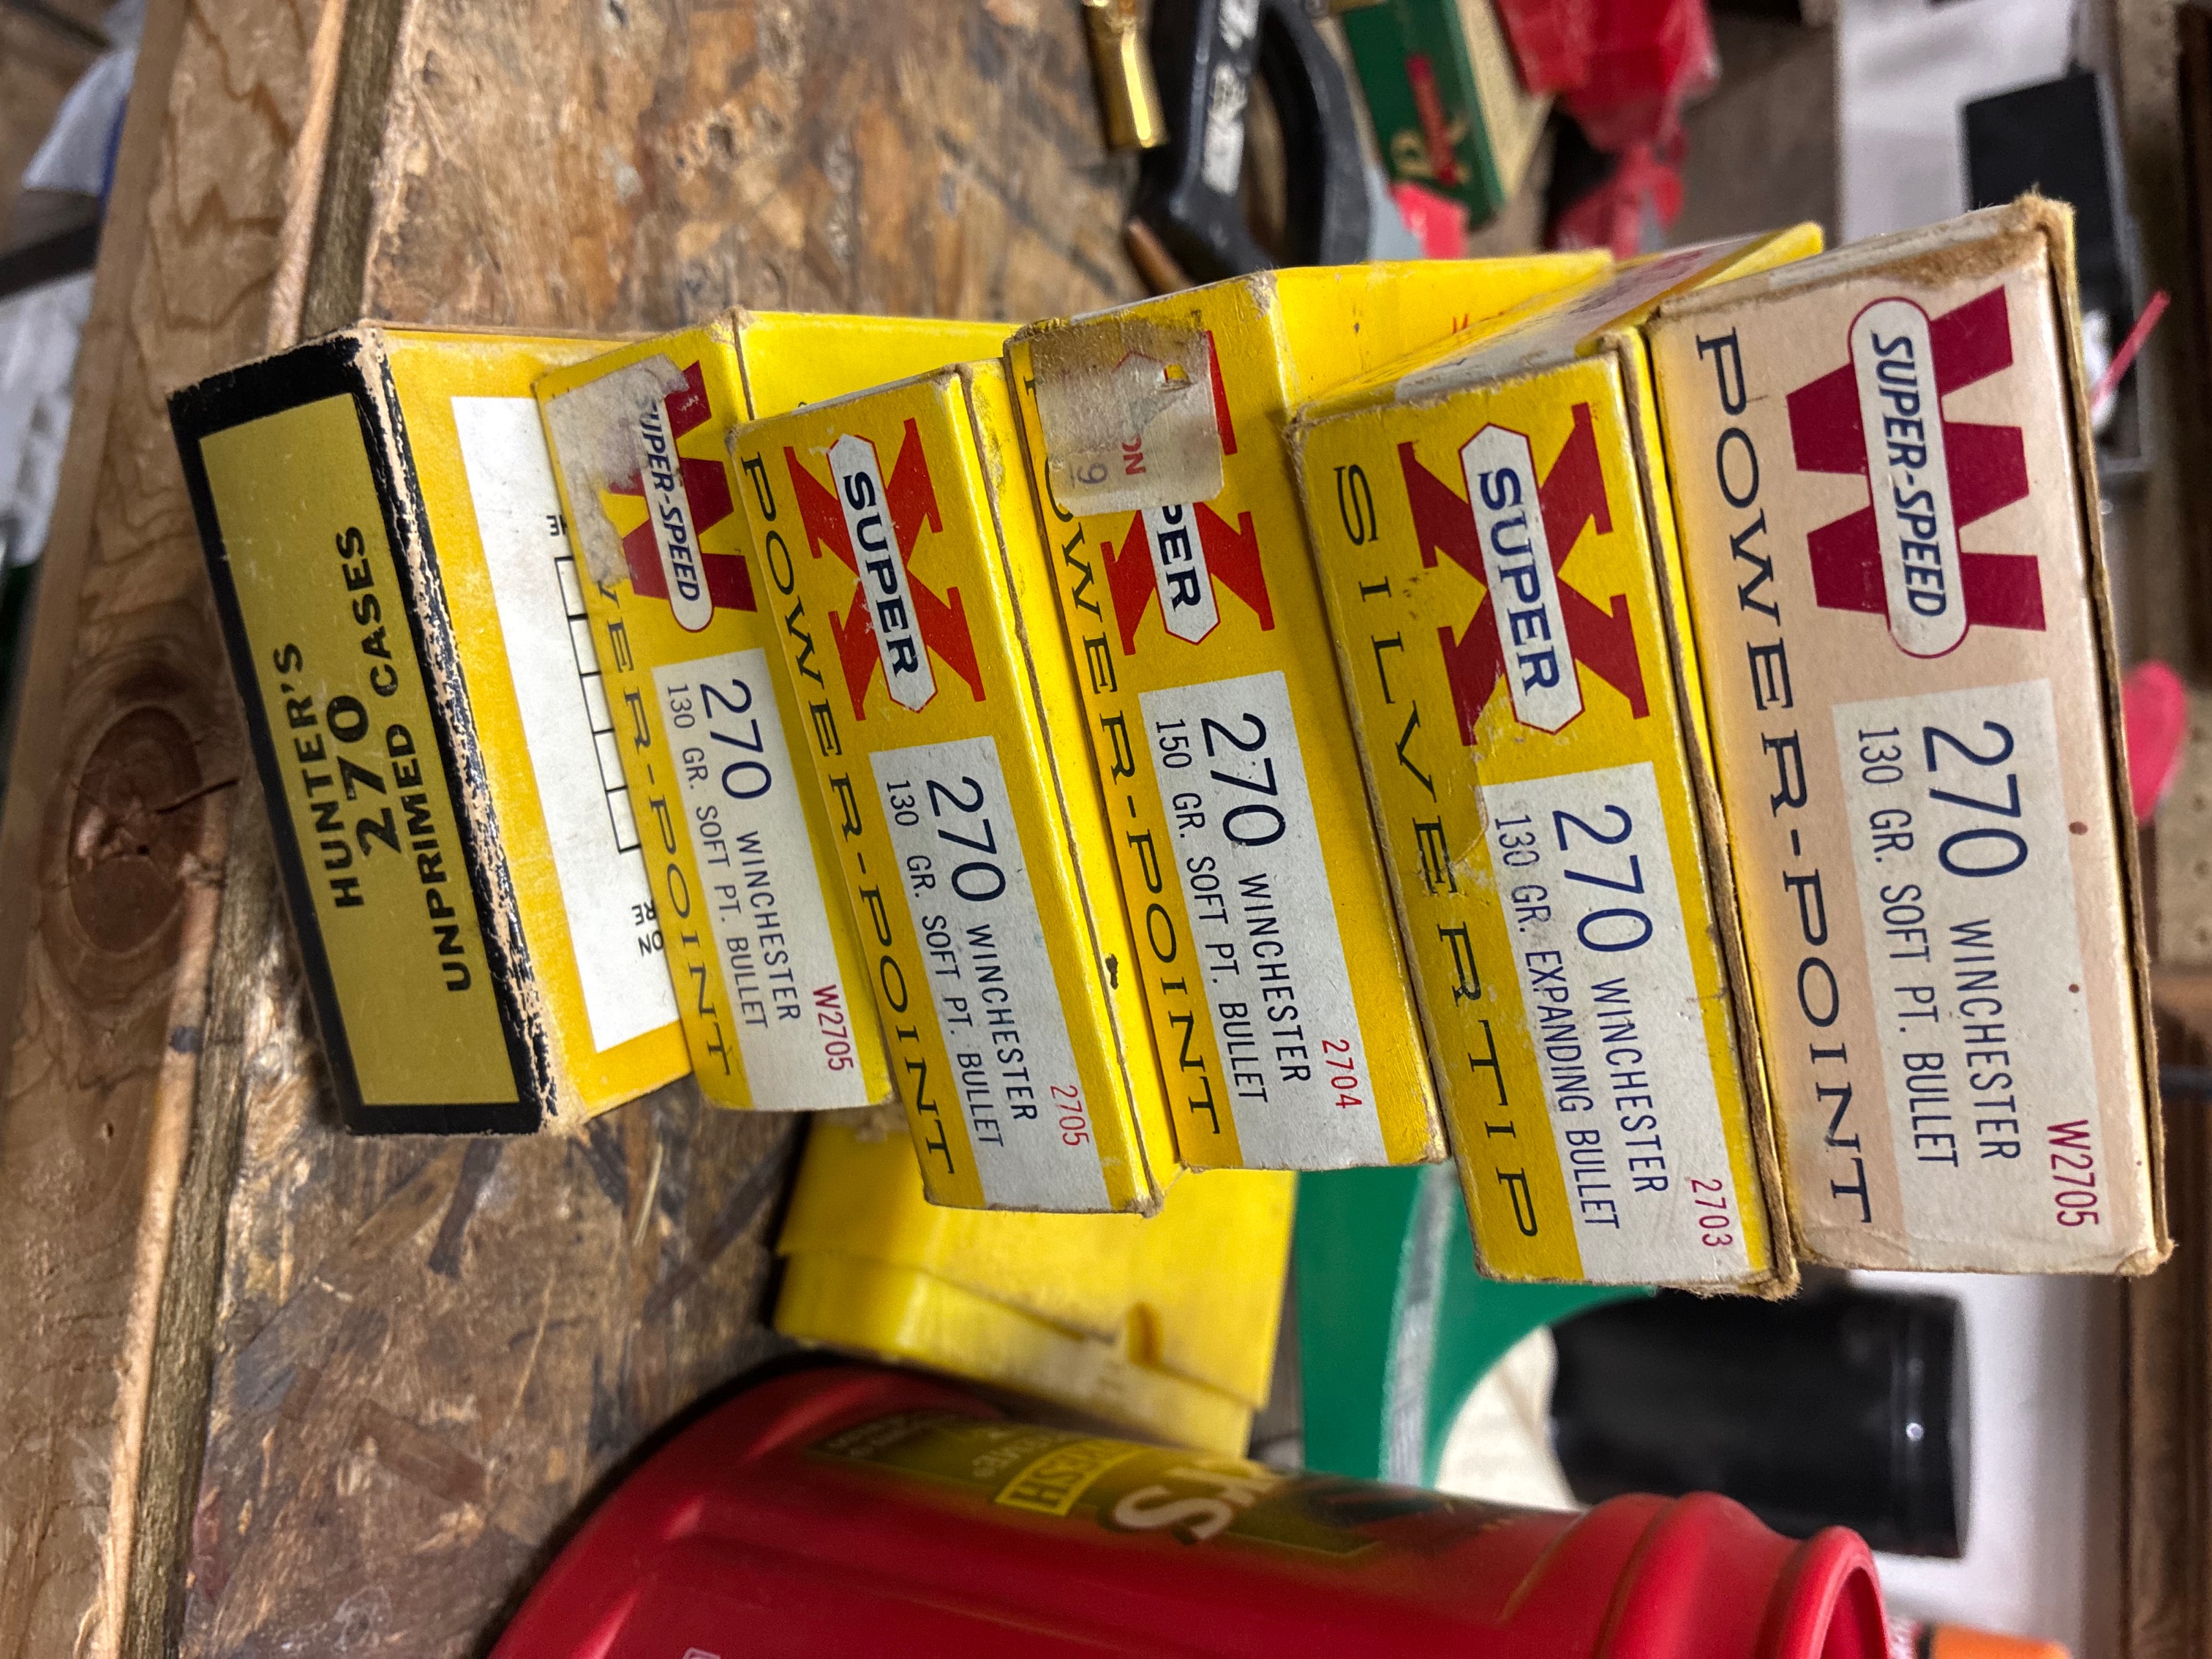 HUNTER'S
270
UNPRIMED CASES
SUPER-SPEED
VER-POINT
270 WINCHESTER
130 GR. SOFT PT. BULLET
W2705
SUPER
X
POWER-POINT
270 WINCHESTER
130 GR. SOFT PT. BULLET
2705
PER
OWER-POINT
270 WINCHESTER
150 GR. SOFT PT. BULLET
2704
SUPER
X
SILVERTIP
270 WINCHESTER
130 GR. EXPANDING BULLET
2703
W
SUPER-SPEED
POWER-POINT
270 WINCHESTER
130 GR. SOFT PT. BULLET
W2705